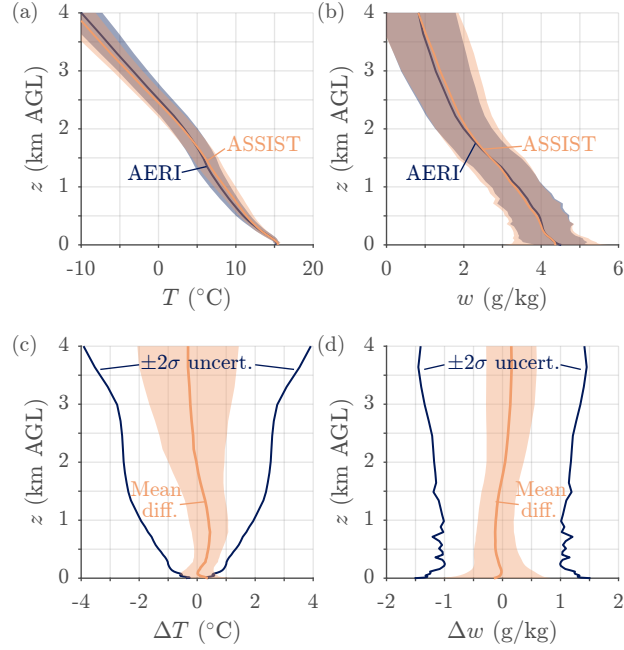 (a)
4
3
2
1
0
z (km AGL)
ASSIST
AERI
-10
0
10
20
T (°C)
(b)
4
3
2
1
0
z (km AGL)
ASSIST
AERI
0
2
4
6
w (g/kg)
(c)
4
3
2
1
0
z (km AGL)
±2σ uncert.
Mean
diff.
-4
-2
0
2
4
ΔT (°C)
(d)
4
3
2
1
0
z (km AGL)
±2σ uncert.
Mean
diff.
-2
-1
0
1
2
Δw (g/kg)